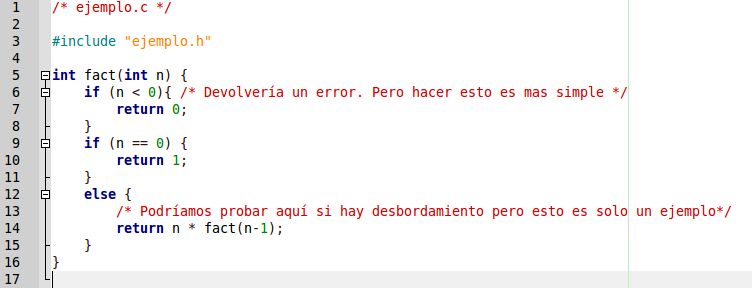 1 /* ejemplo.c */
2
3 #include "ejemplo.h"
4
5 int fact(int n) {
6     if (n < 0){ /* Devolvería un error. Pero hacer esto es mas simple */
7         return 0;
8     }
9     if (n == 0) {
10         return 1;
11     }
12     else {
13         /* Podríamos probar aquí si hay desbordamiento pero esto es solo un ejemplo*/
14         return n * fact(n-1);
15     }
16 }
17